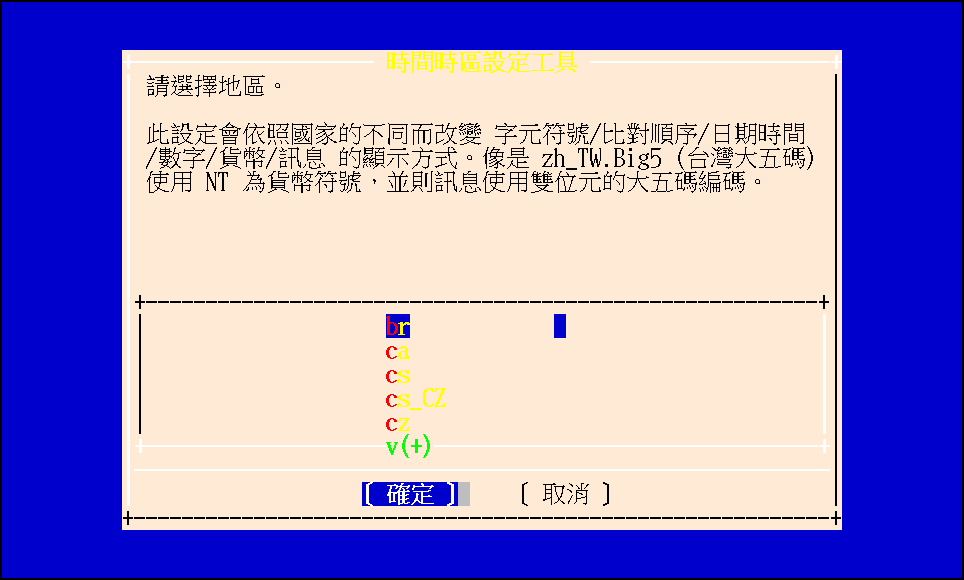 時間時區設定工具
請選擇地區。
此設定會依照國家的不同而改變 字元符號/比對順序/日期時間
/數字/貨幣/訊息 的顯示方式。像是 zh_TW.Big5 (台灣大五碼)
使用 NT 為貨幣符號,並則訊息使用雙位元的大五碼編碼。
br
ca
cs
cs_CZ
cz
v(+)
[ 確定 ] [ 取消 ]